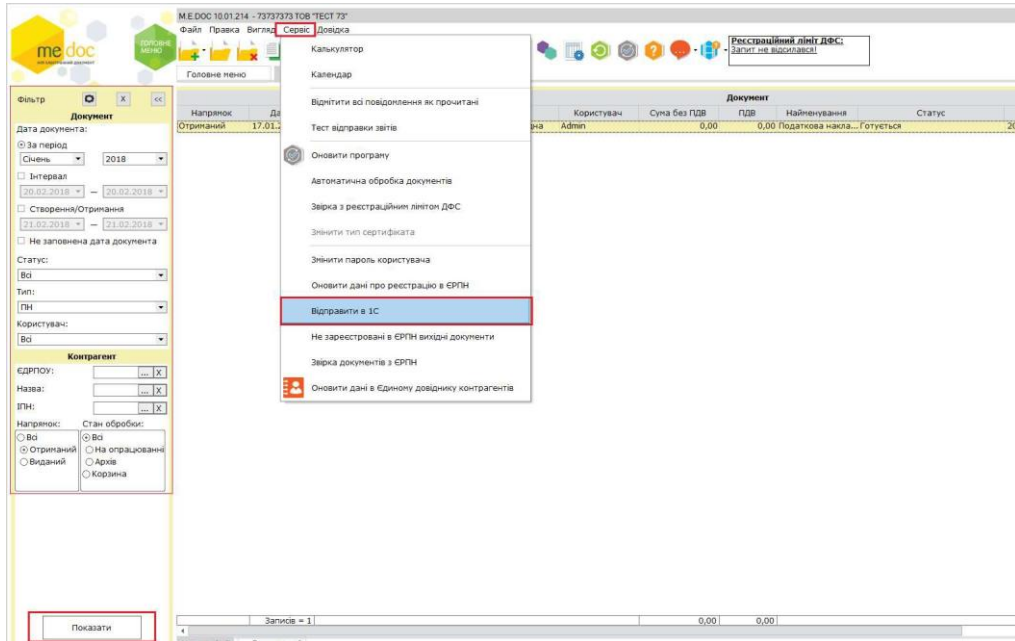 M.E.DOC 10.01.214 - 73737373 ТОВ "ТЕСТ 73"
Файл Правка Вигляд Сервіс Довідка
me.doc
ГОЛОВНЕ МЕНЮ
Реєстраційний ліміт ДФС:
Запит не відсилався!
Головне меню
Калькулятор
Календар
Відмітити всі повідомлення як прочитані
Тест відправки звітів
Оновити програму
Автоматична обробка документів
Звірка з реєстраційним лімітом ДФС
Змінити тип сертифіката
Змінити пароль користувача
Оновити дані про реєстрацію в ЄРПН
Відправити в 1С
Не зареєстровані в ЄРПН вихідні документи
Звірка документів з ЄРПН
Оновити дані в Єдиному довіднику контрагентів
Фільтр X <<
Документ
Дата документа:
За період
Січень 2018
Інтервал
20.02.2018 — 20.02.2018
Створення/Отримання
21.02.2018 — 21.02.2018
Не заповнена дата документа
Статус:
Всі
Тип:
ПН
Користувач:
Всі
Контрагент
ЄДРПОУ: ... X
Назва: ... X
ІПН: ... X
Напрямок: Стан обробки:
Всі Всі
Отриманий На опрацюванні
Виданий Архів
Корзина
Показати
Документ
Напрямок Да Користувач Сума без ПДВ ПДВ Найменування Статус
Отриманий 17.01.2 на Admin 0,00 0,00 Податкова накла... Готується 20
Записів = 1 0,00 0,00